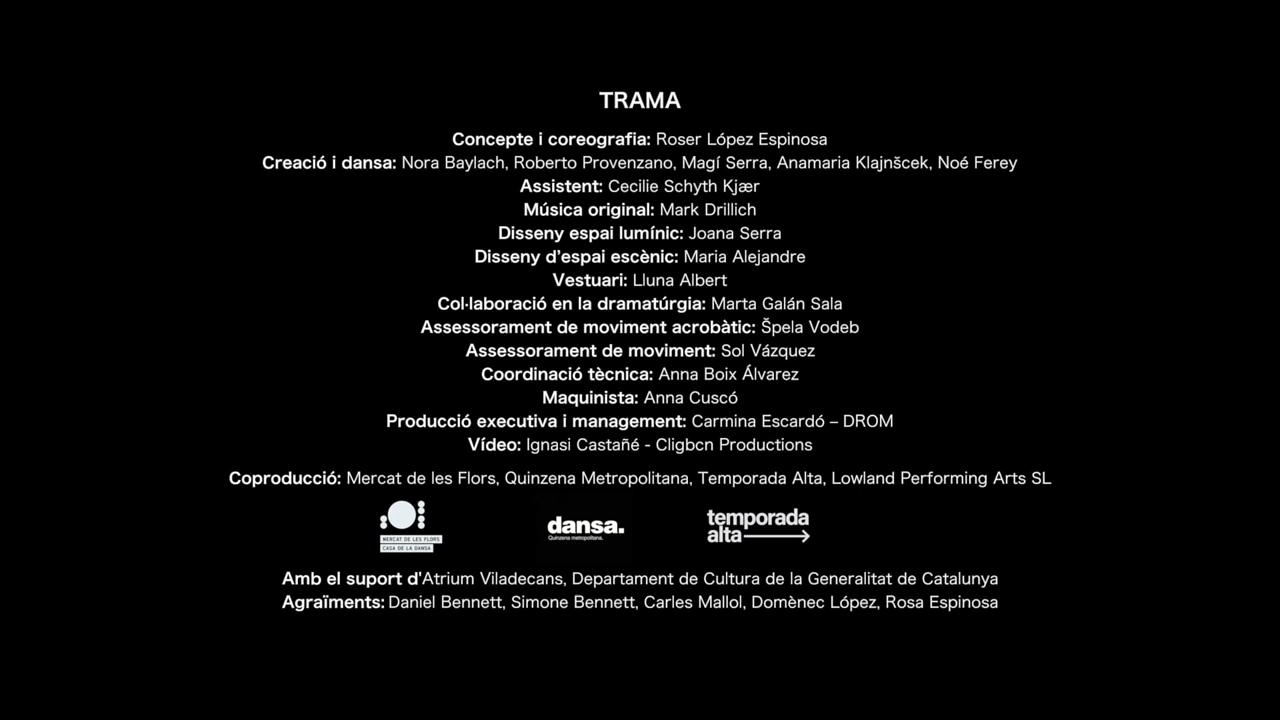 TRAMA
Concepte i coreografia: Roser López Espinosa
Creació i dansa: Nora Baylach, Roberto Provenzano, Magí Serra, Anamaria Klajnšcek, Noé Ferey
Assistent: Cecilie Schyth Kjær
Música original: Mark Drillich
Disseny espai lumínic: Joana Serra
Disseny d'espai escènic: Maria Alejandre
Vestuari: Lluna Albert
Col·laboració en la dramatúrgia: Marta Galán Sala
Assessorament de moviment acrobàtic: Špela Vodeb
Assessorament de moviment: Sol Vázquez
Coordinació tècnica: Anna Boix Álvarez
Maquinista: Anna Cuscó
Producció executiva i management: Carmina Escardó – DROM
Vídeo: Ignasi Castañé - Cligbcn Productions
Coproducció: Mercat de les Flors, Quinzena Metropolitana, Temporada Alta, Lowland Performing Arts SL
MERCAT DE LES FLORS
CASA DE LA DANSA
dansa.
Quinzena metropolitana.
temporada
alta
Amb el suport d'Atrium Viladecans, Departament de Cultura de la Generalitat de Catalunya
Agraïments: Daniel Bennett, Simone Bennett, Carles Mallol, Domènec López, Rosa Espinosa